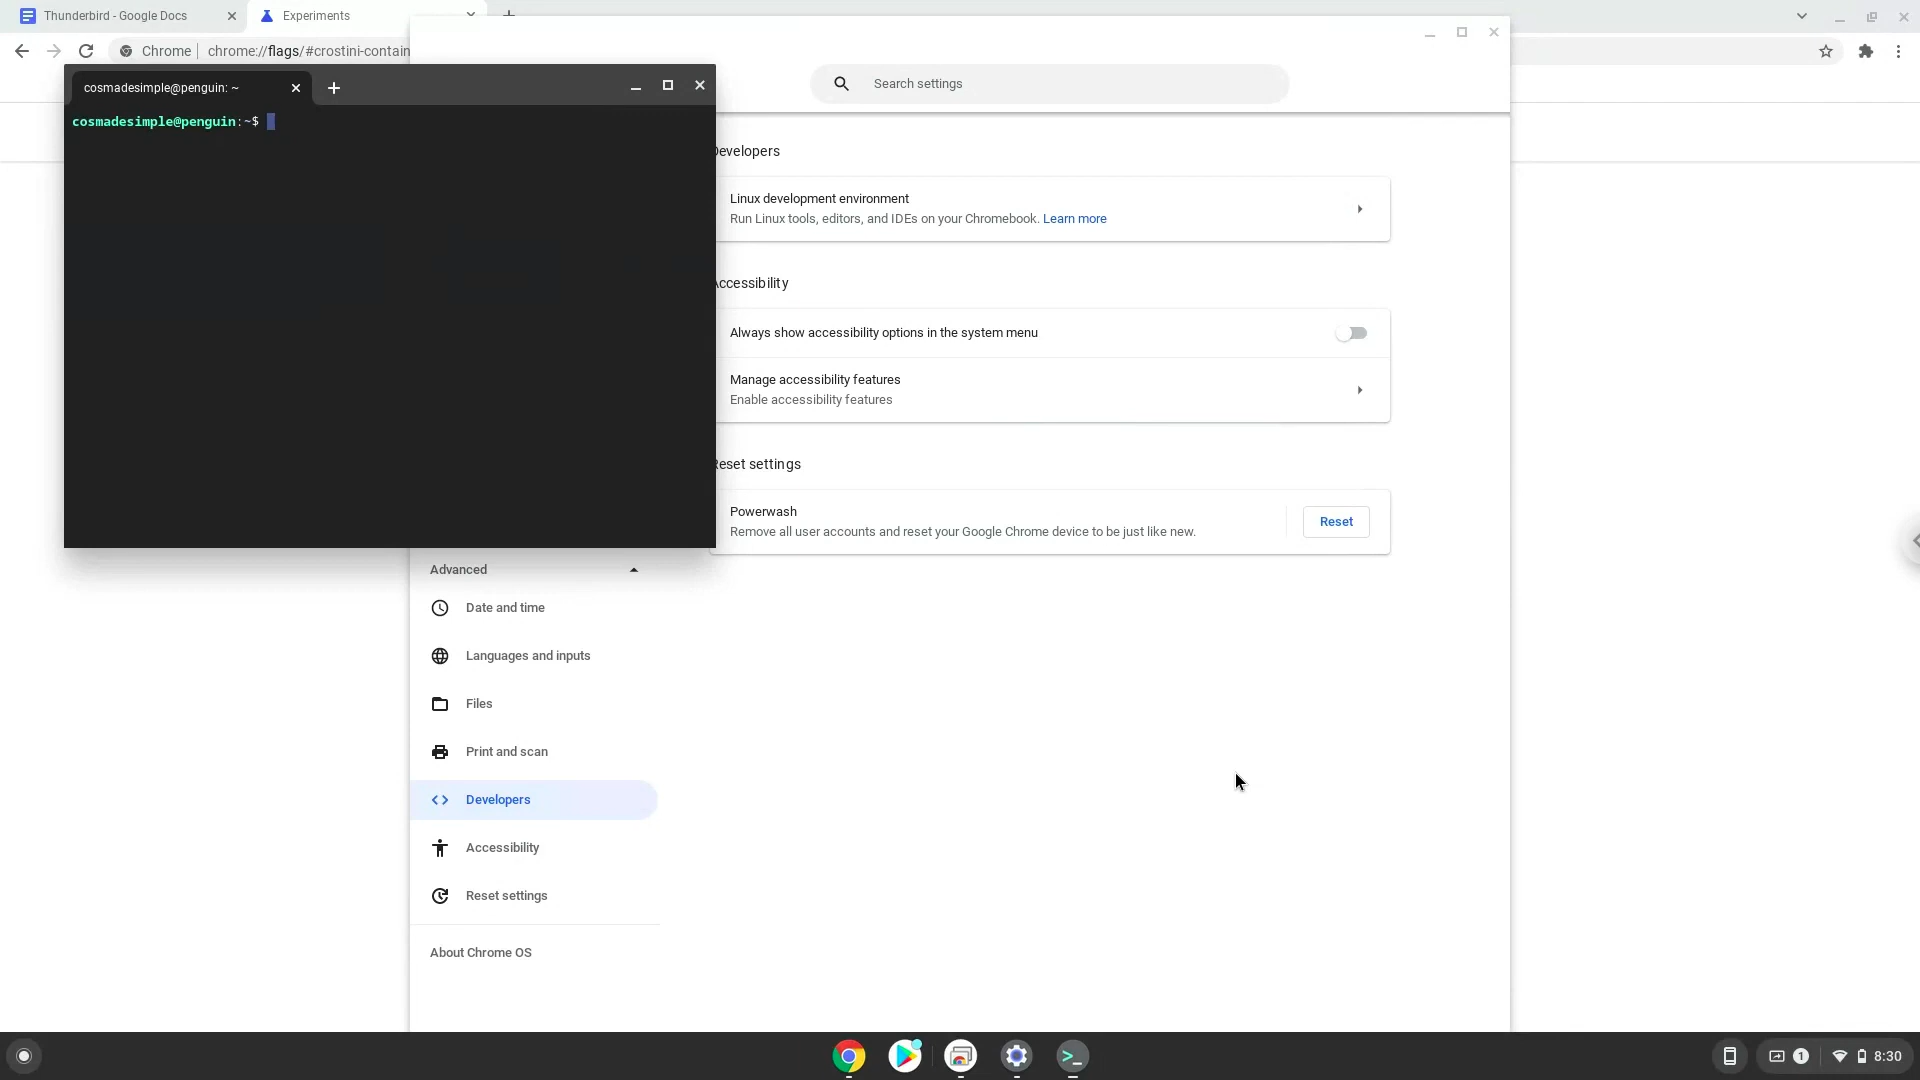 Thunderbird - Google Docs
Experiments
Chrome
chrome://flags/#crostini-contain
cosmadesimple@penguin: ~
cosmadesimple@penguin:~$
Search settings
Developers
Linux development environment
Run Linux tools, editors, and IDEs on your Chromebook. Learn more
Accessibility
Always show accessibility options in the system menu
Manage accessibility features
Enable accessibility features
Reset settings
Powerwash
Remove all user accounts and reset your Google Chrome device to be just like new.
Reset
Advanced
Date and time
Languages and inputs
Files
Print and scan
Developers
Accessibility
Reset settings
About Chrome OS
1
8:30